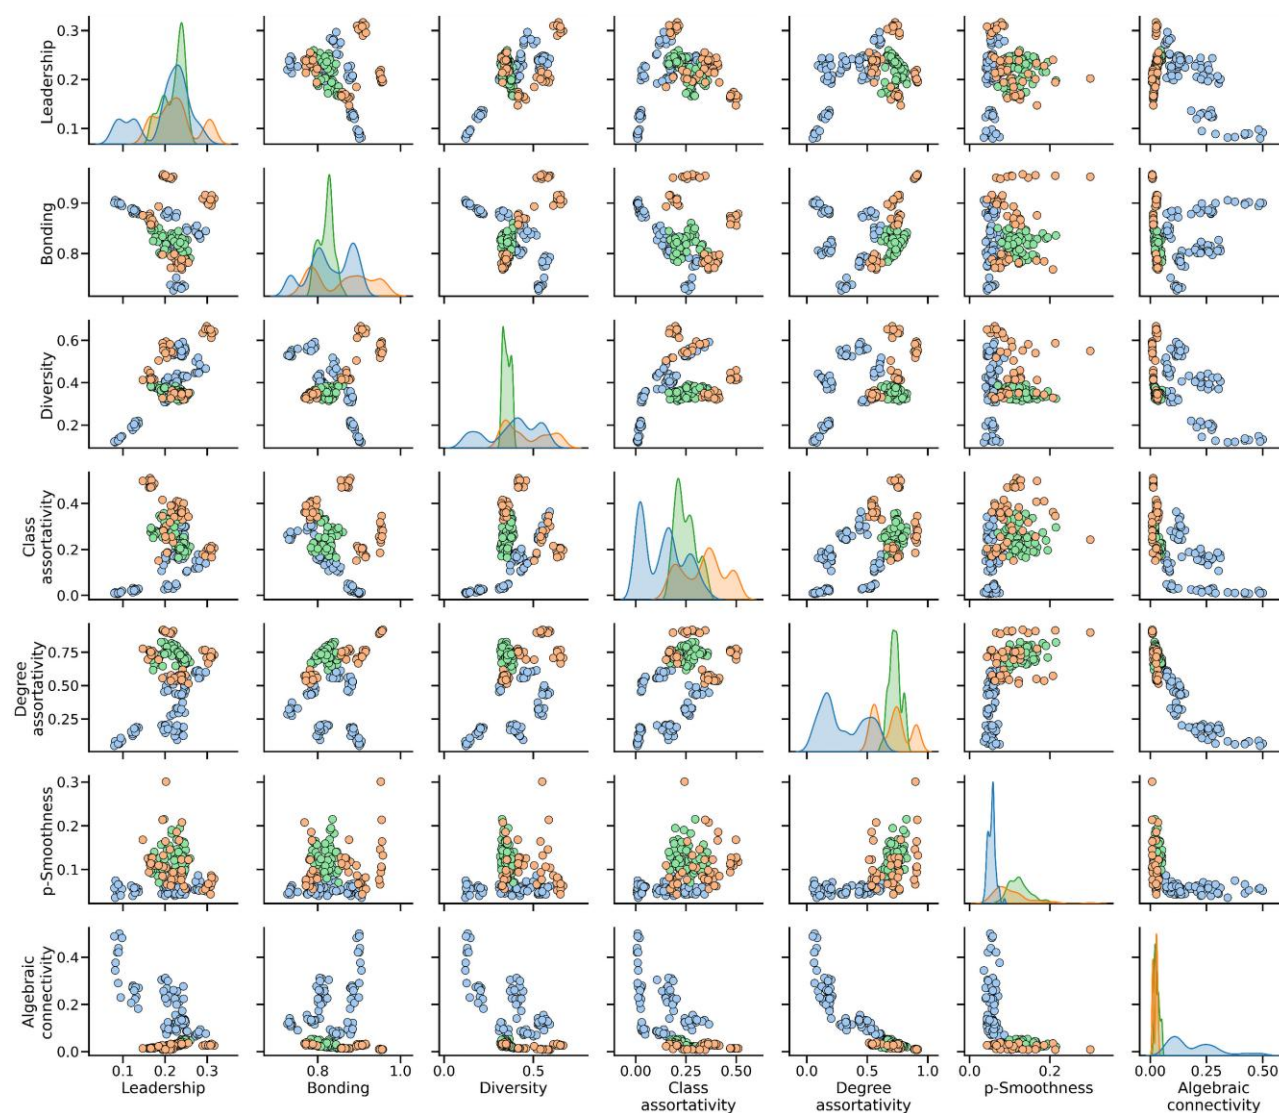 Leadership
0.3
0.2
0.1
Bonding
0.9
0.8
Diversity
0.6
0.4
0.2
Class
assortativity
0.4
0.2
0.0
Degree
assortativity
0.75
0.50
0.25
p-Smoothness
0.3
0.2
0.1
Algebraic
connectivity
0.4
0.2
0.0
0.1 0.3
0.8 1.0
0.0 0.5
0.00 0.25 0.50
0.0 0.5 1.0
0.0 0.2
0.00 0.25 0.50
Leadership
Bonding
Diversity
Class
assortativity
Degree
assortativity
p-Smoothness
Algebraic
connectivity